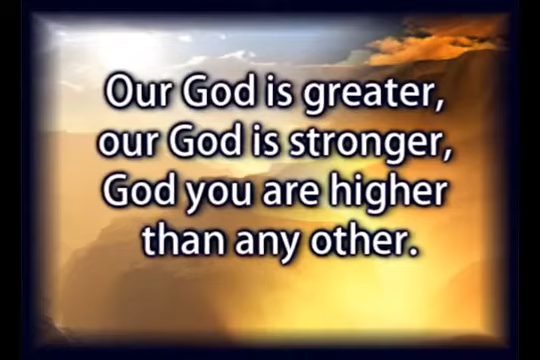 Our God is greater,
our God is stronger,
God you are higher
than any other.